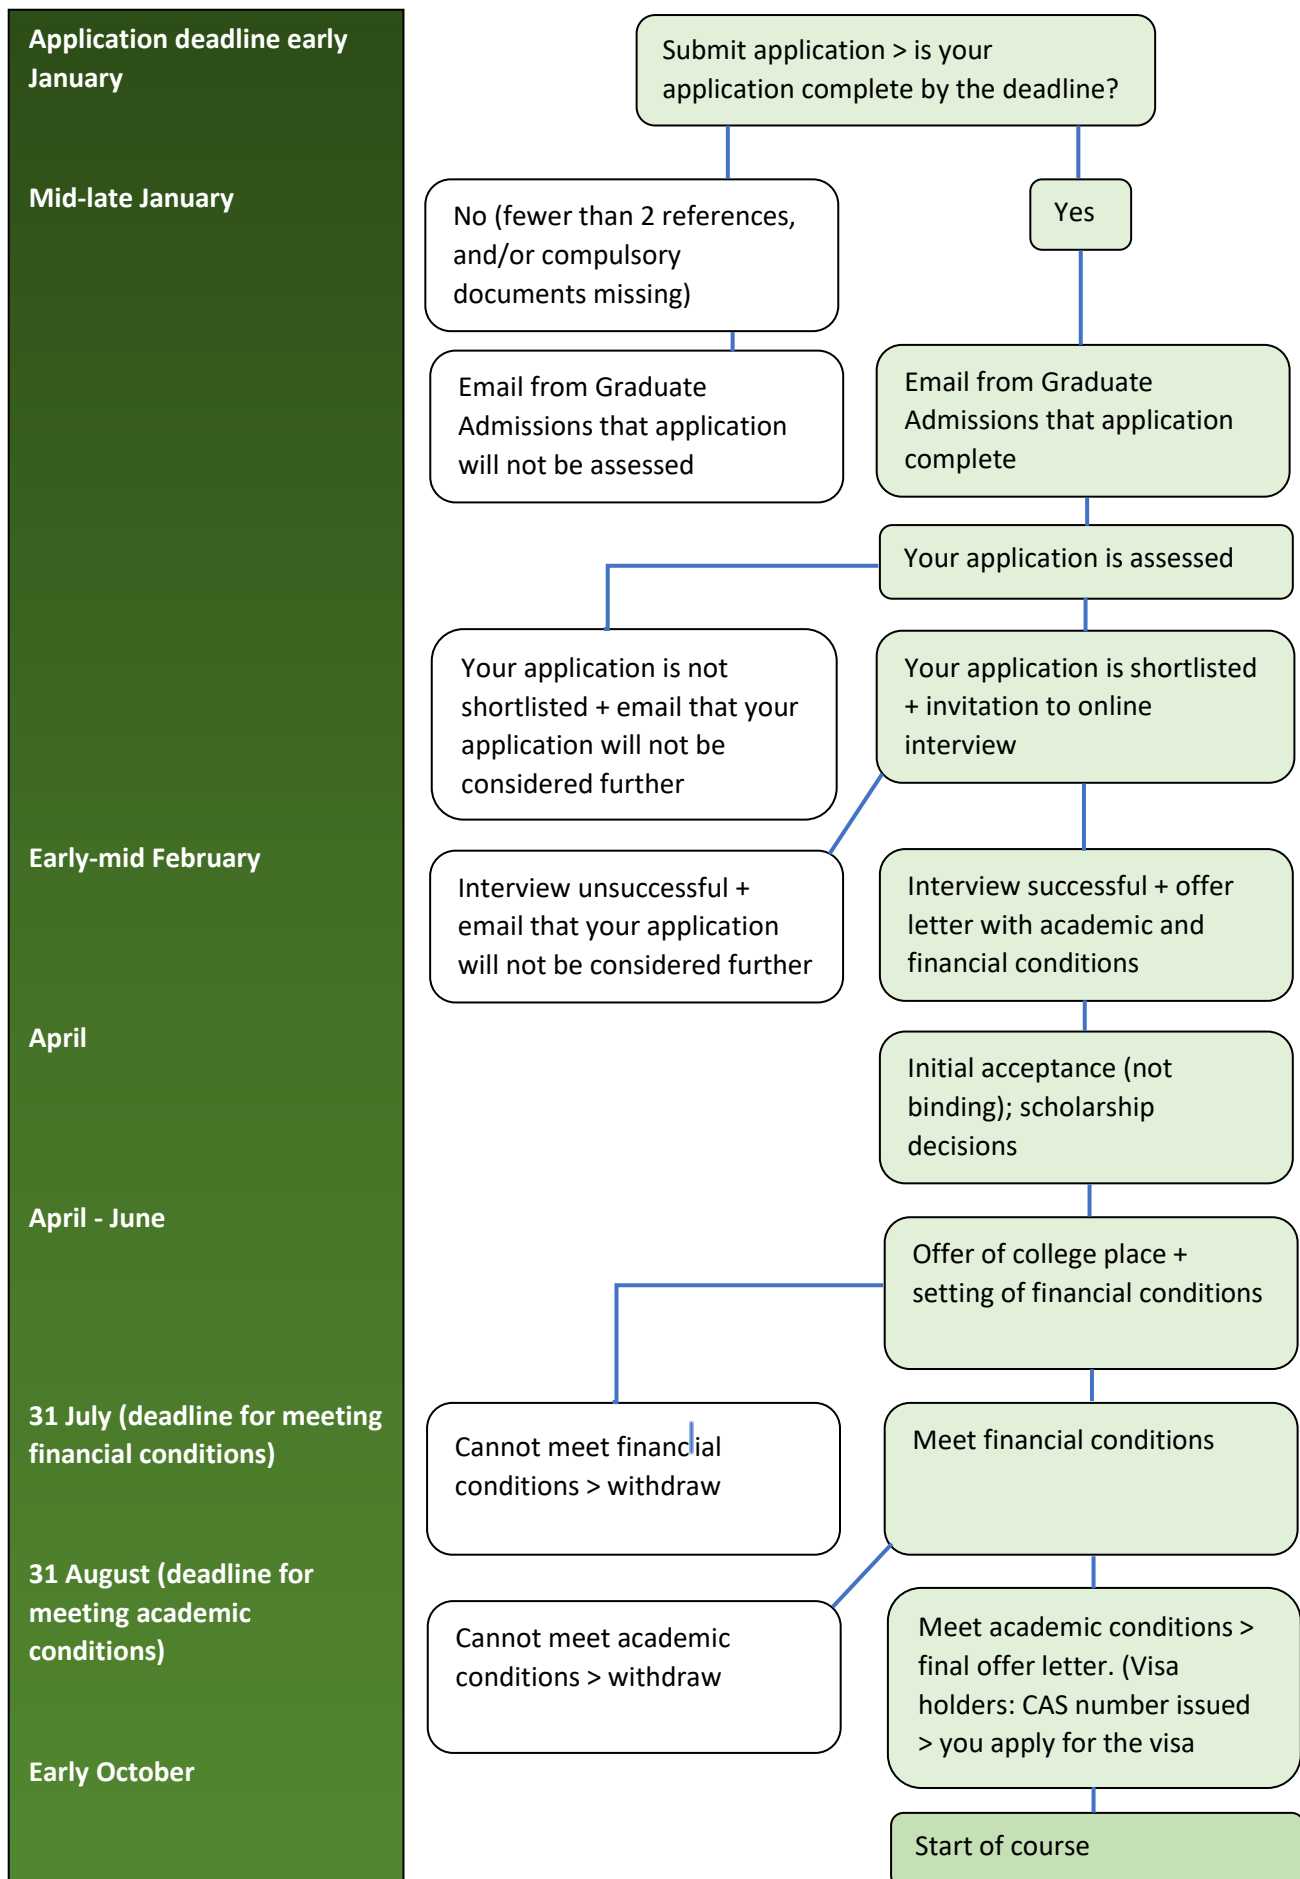 Application deadline early
January
Submit application > is your
application complete by the deadline?
Mid-late January
No (fewer than 2 references,
and/or compulsory
documents missing)
Yes
Email from Graduate
Admissions that application
will not be assessed
Email from Graduate
Admissions that application
complete
Your application is assessed
Your application is not
shortlisted + email that your
application will not be
considered further
Your application is shortlisted
+ invitation to online
interview
Early-mid February
Interview unsuccessful +
email that your application
will not be considered further
Interview successful + offer
letter with academic and
financial conditions
April
Initial acceptance (not
binding); scholarship
decisions
April - June
Offer of college place +
setting of financial conditions
31 July (deadline for meeting
financial conditions)
Cannot meet financial
conditions > withdraw
Meet financial conditions
31 August (deadline for
meeting academic
conditions)
Cannot meet academic
conditions > withdraw
Meet academic conditions >
final offer letter. (Visa
holders: CAS number issued
> you apply for the visa
Early October
Start of course